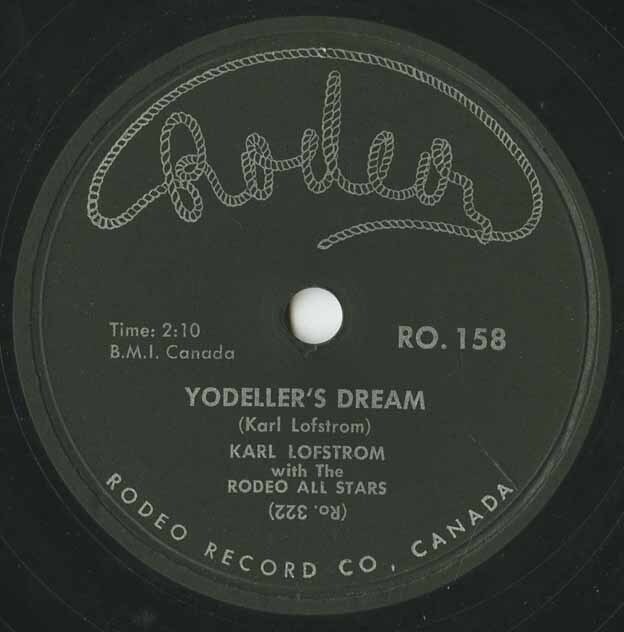 Rodeo
Time: 2:10
B.M.I. Canada
RO. 158
YODELLER'S DREAM
(Karl Lofstrom)
KARL LOFSTROM
with The
RODEO ALL STARS
(Ro. 322)
RODEO RECORD CO, CANADA